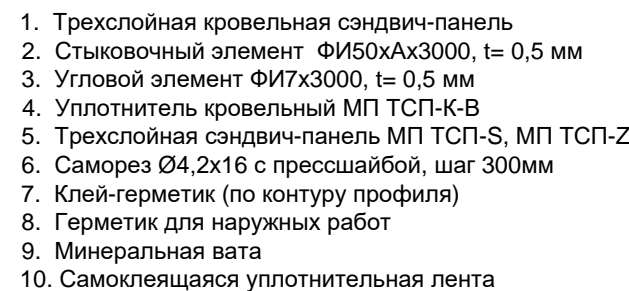 1. Трехслойная кровельная сэндвич-панель
2. Стыковочный элемент ФИ50хАх3000, t= 0,5 мм
3. Угловой элемент ФИ7х3000, t= 0,5 мм
4. Уплотнитель кровельный МП ТСП-К-В
5. Трехслойная сэндвич-панель МП ТСП-S, МП ТСП-Z
6. Саморез Ø4,2х16 с прессшайбой, шаг 300мм
7. Клей-герметик (по контуру профиля)
8. Герметик для наружных работ
9. Минеральная вата
10. Самоклеящаяся уплотнительная лента